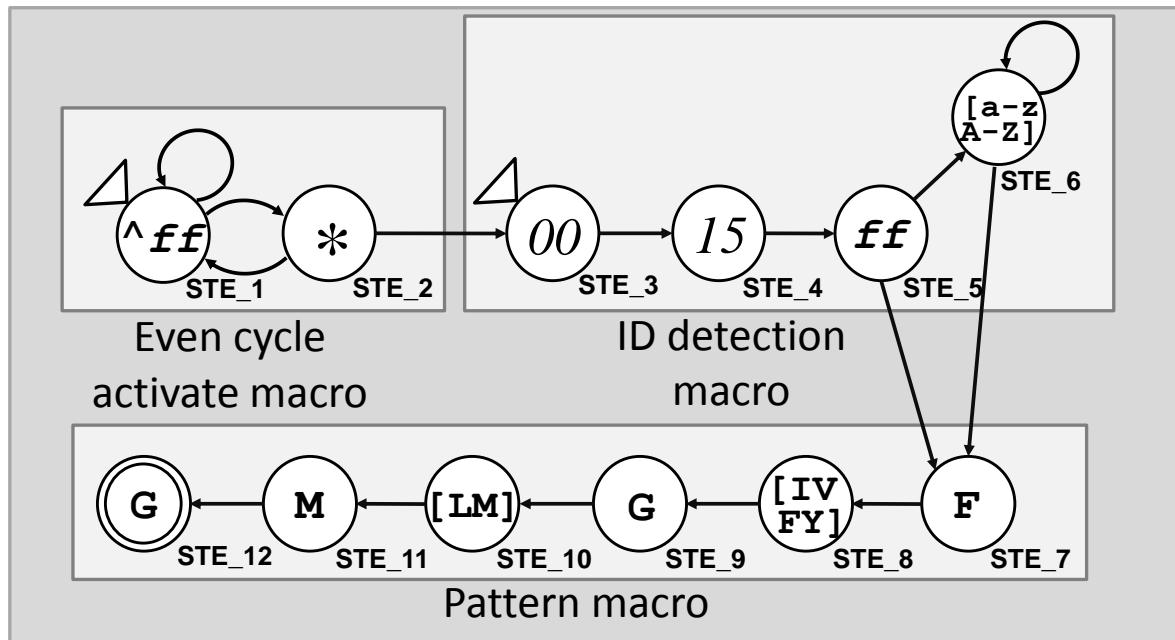 [a-z
A-Z]
STE_6
^ff
STE_1
*
STE_2
00
STE_3
15
STE_4
ff
STE_5
Even cycle
activate macro
ID detection
macro
G
STE_12
M
STE_11
[LM]
STE_10
G
STE_9
[IV
FY]
STE_8
F
STE_7
Pattern macro